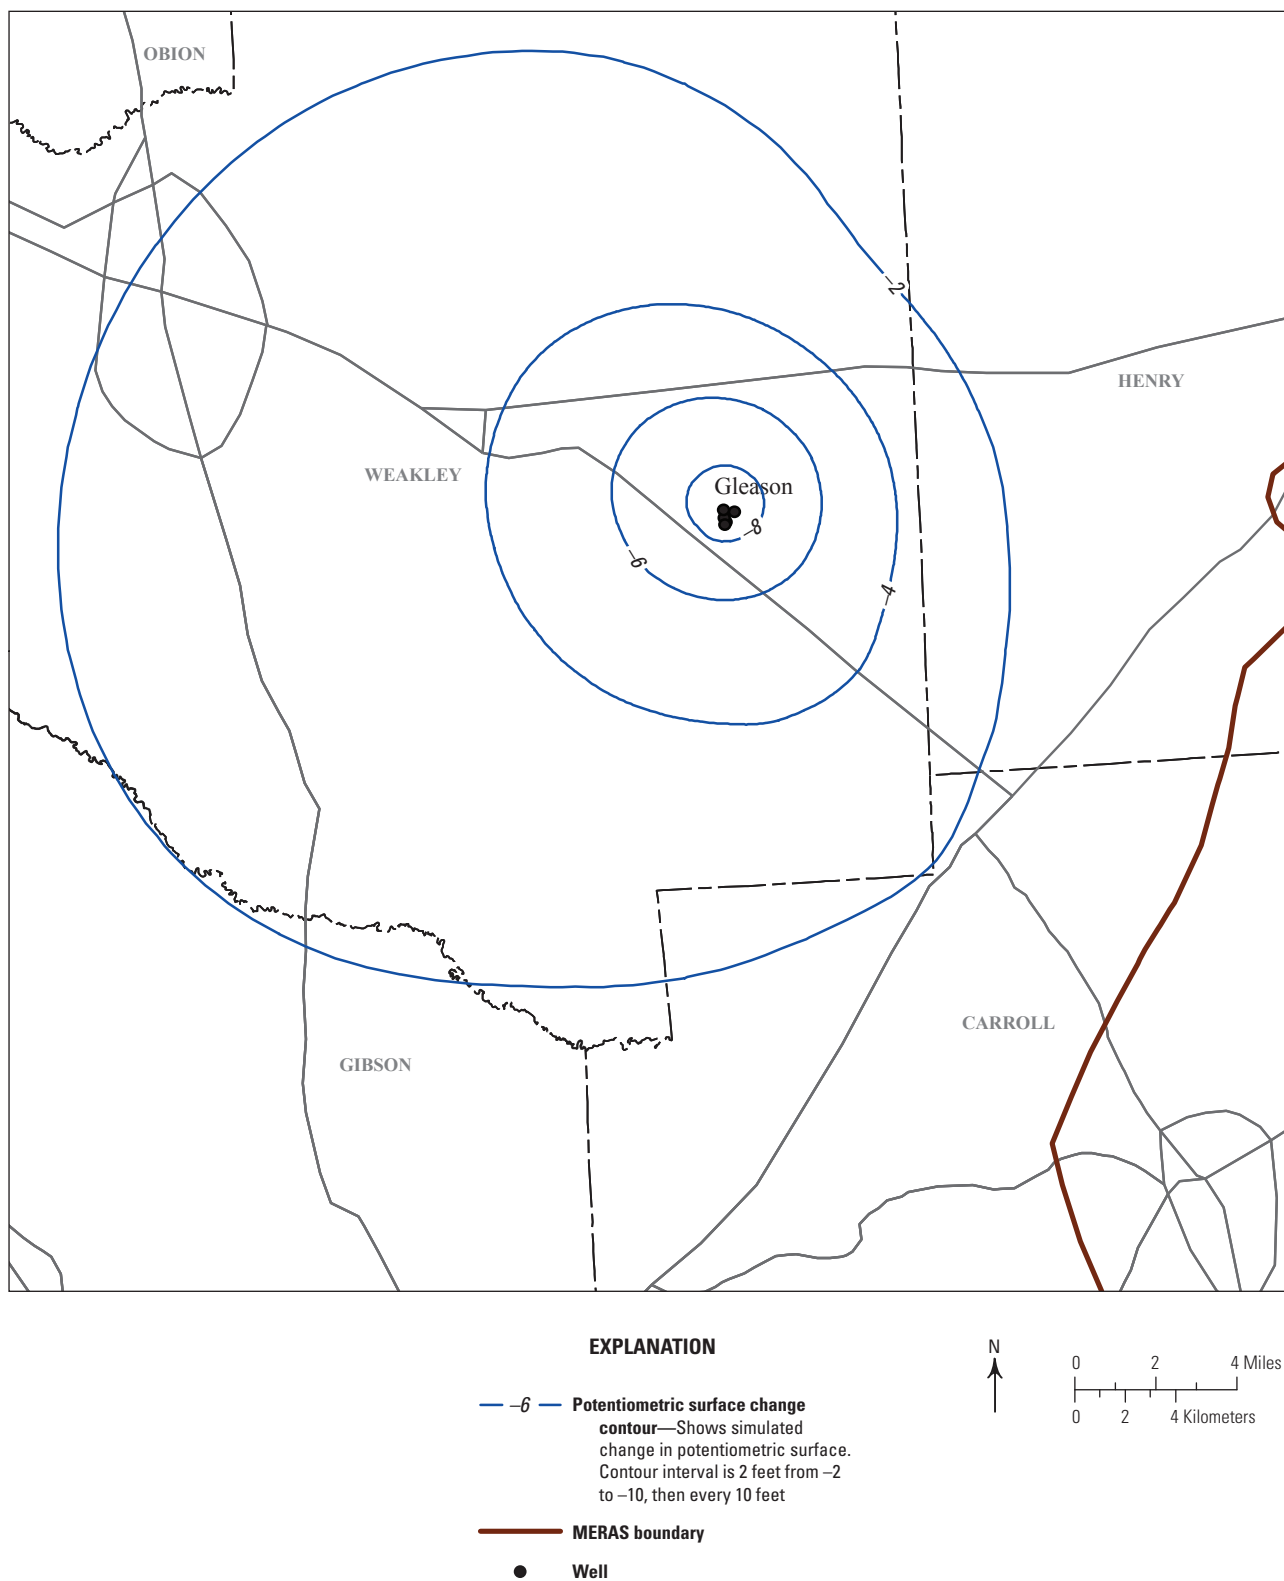 OBION
–2
HENRY
WEAKLEY
Gleason
–8
–6
–4
CARROLL
GIBSON
EXPLANATION
–6
Potentiometric surface change
contour—Shows simulated
change in potentiometric surface.
Contour interval is 2 feet from –2
to –10, then every 10 feet
MERAS boundary
Well
N
0 2 4 Miles
0 2 4 Kilometers